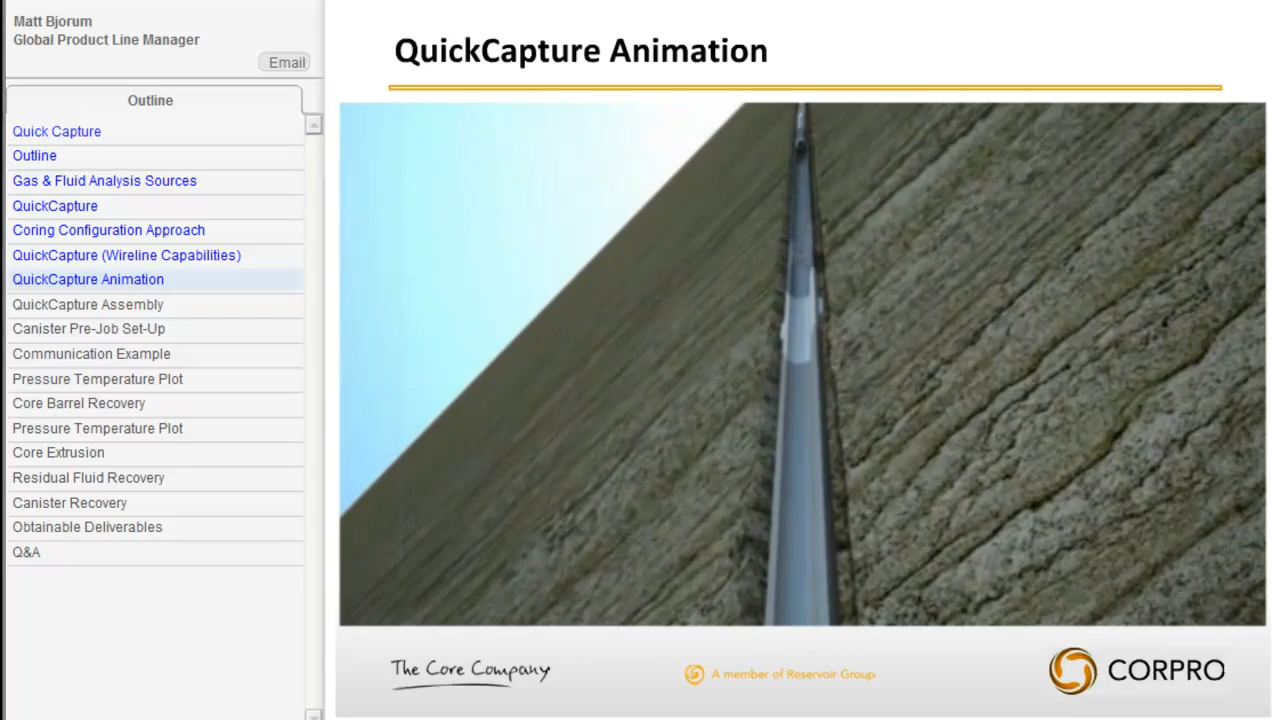 Matt Bjorum
Global Product Line Manager
Email
Outline
Quick Capture
Outline
Gas & Fluid Analysis Sources
QuickCapture
Coring Configuration Approach
QuickCapture (Wireline Capabilities)
QuickCapture Animation
QuickCapture Assembly
Canister Pre-Job Set-Up
Communication Example
Pressure Temperature Plot
Core Barrel Recovery
Pressure Temperature Plot
Core Extrusion
Residual Fluid Recovery
Canister Recovery
Obtainable Deliverables
Q&A
QuickCapture Animation
The Core Company
A member of Reservoir Group
CORPRO